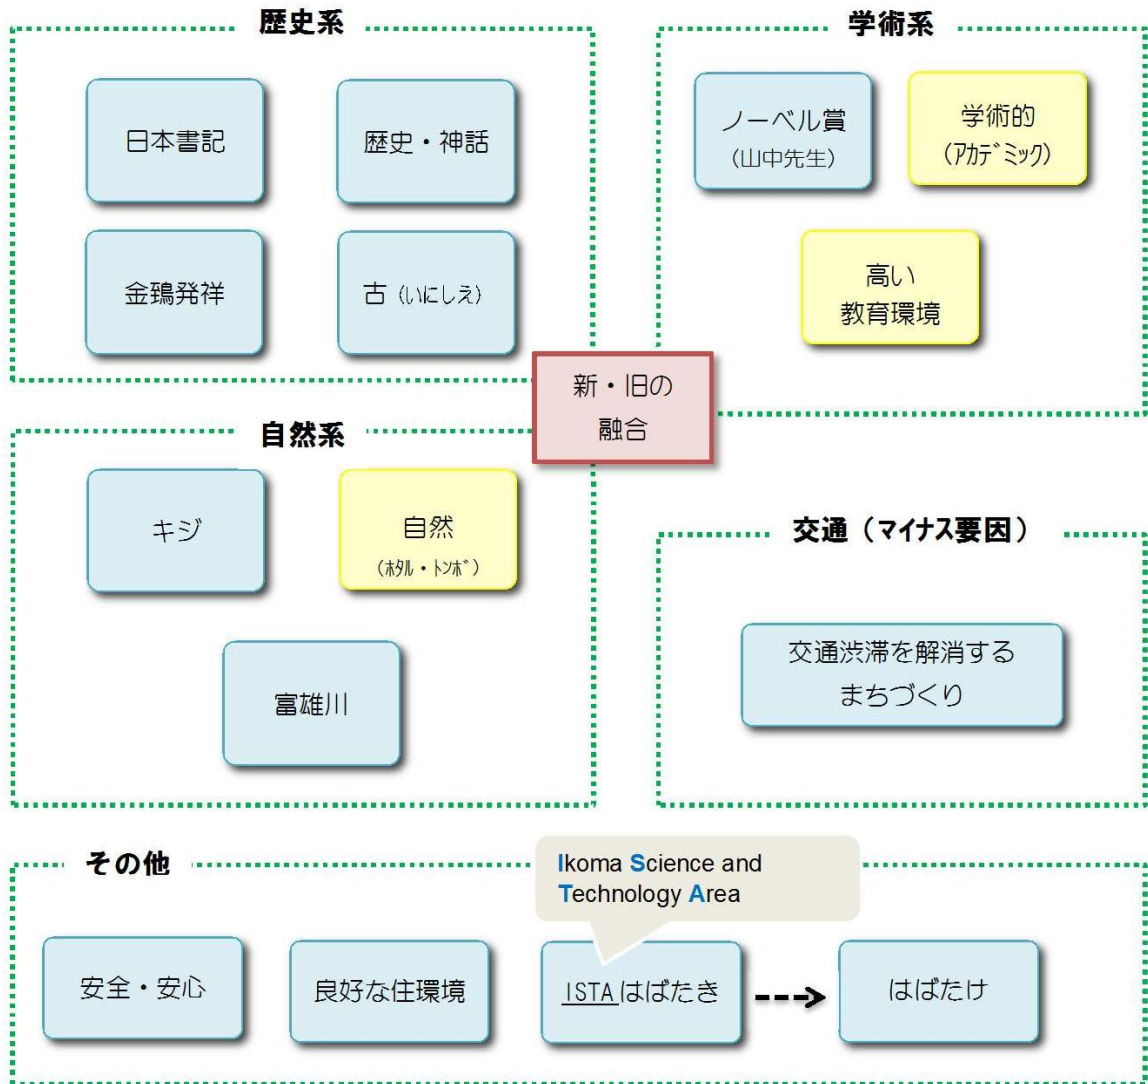 歴史系
日本書記
歴史・神話
金鵄発祥
古（いにしえ）
学術系
ノーベル賞
（山中先生）
学術的
（ｱｶﾃﾞﾐｯｸ）
高い
教育環境
新・旧の
融合
自然系
キジ
自然
（ﾎﾀﾙ・ﾄﾝﾎﾞ）
富雄川
交通（マイナス要因）
交通渋滞を解消する
まちづくり
その他
Ikoma Science and
Technology Area
安全・安心
良好な住環境
ISTAはばたき
はばたけ